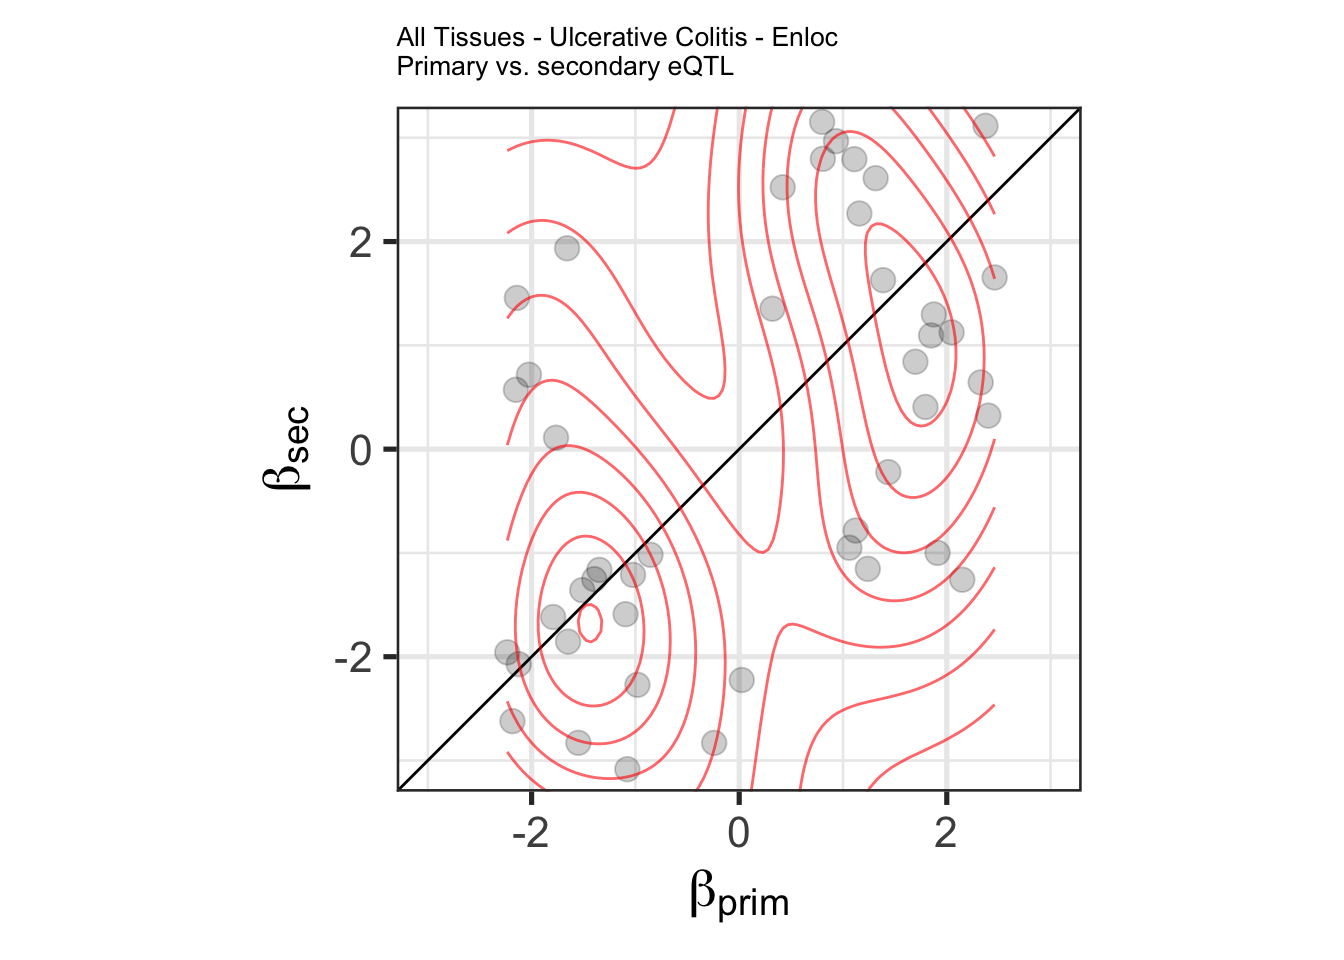 All Tissues - Ulcerative Colitis - Enloc
Primary vs. secondary eQTL
2
0
-2
βsec
-2 0 2
βprim